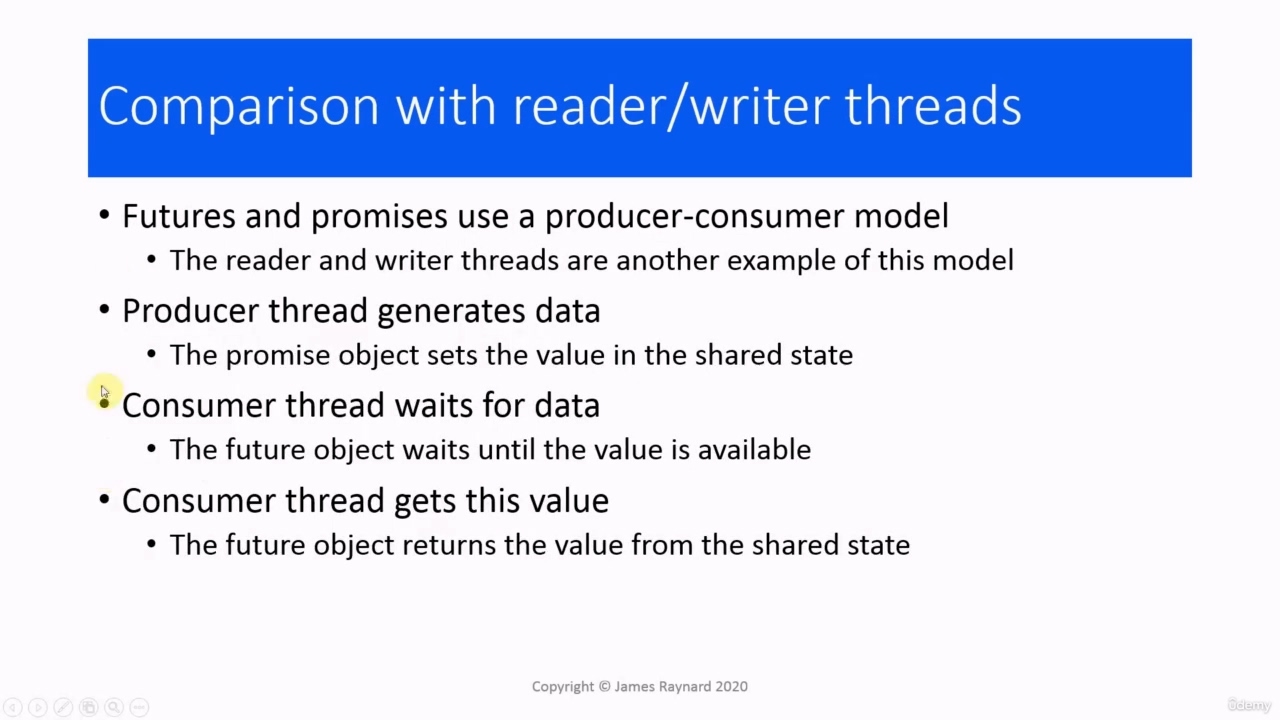 Comparison with reader/writer threads
• Futures and promises use a producer-consumer model
• The reader and writer threads are another example of this model
• Producer thread generates data
• The promise object sets the value in the shared state
• Consumer thread waits for data
• The future object waits until the value is available
• Consumer thread gets this value
• The future object returns the value from the shared state
Copyright © James Raynard 2020
ûdemy